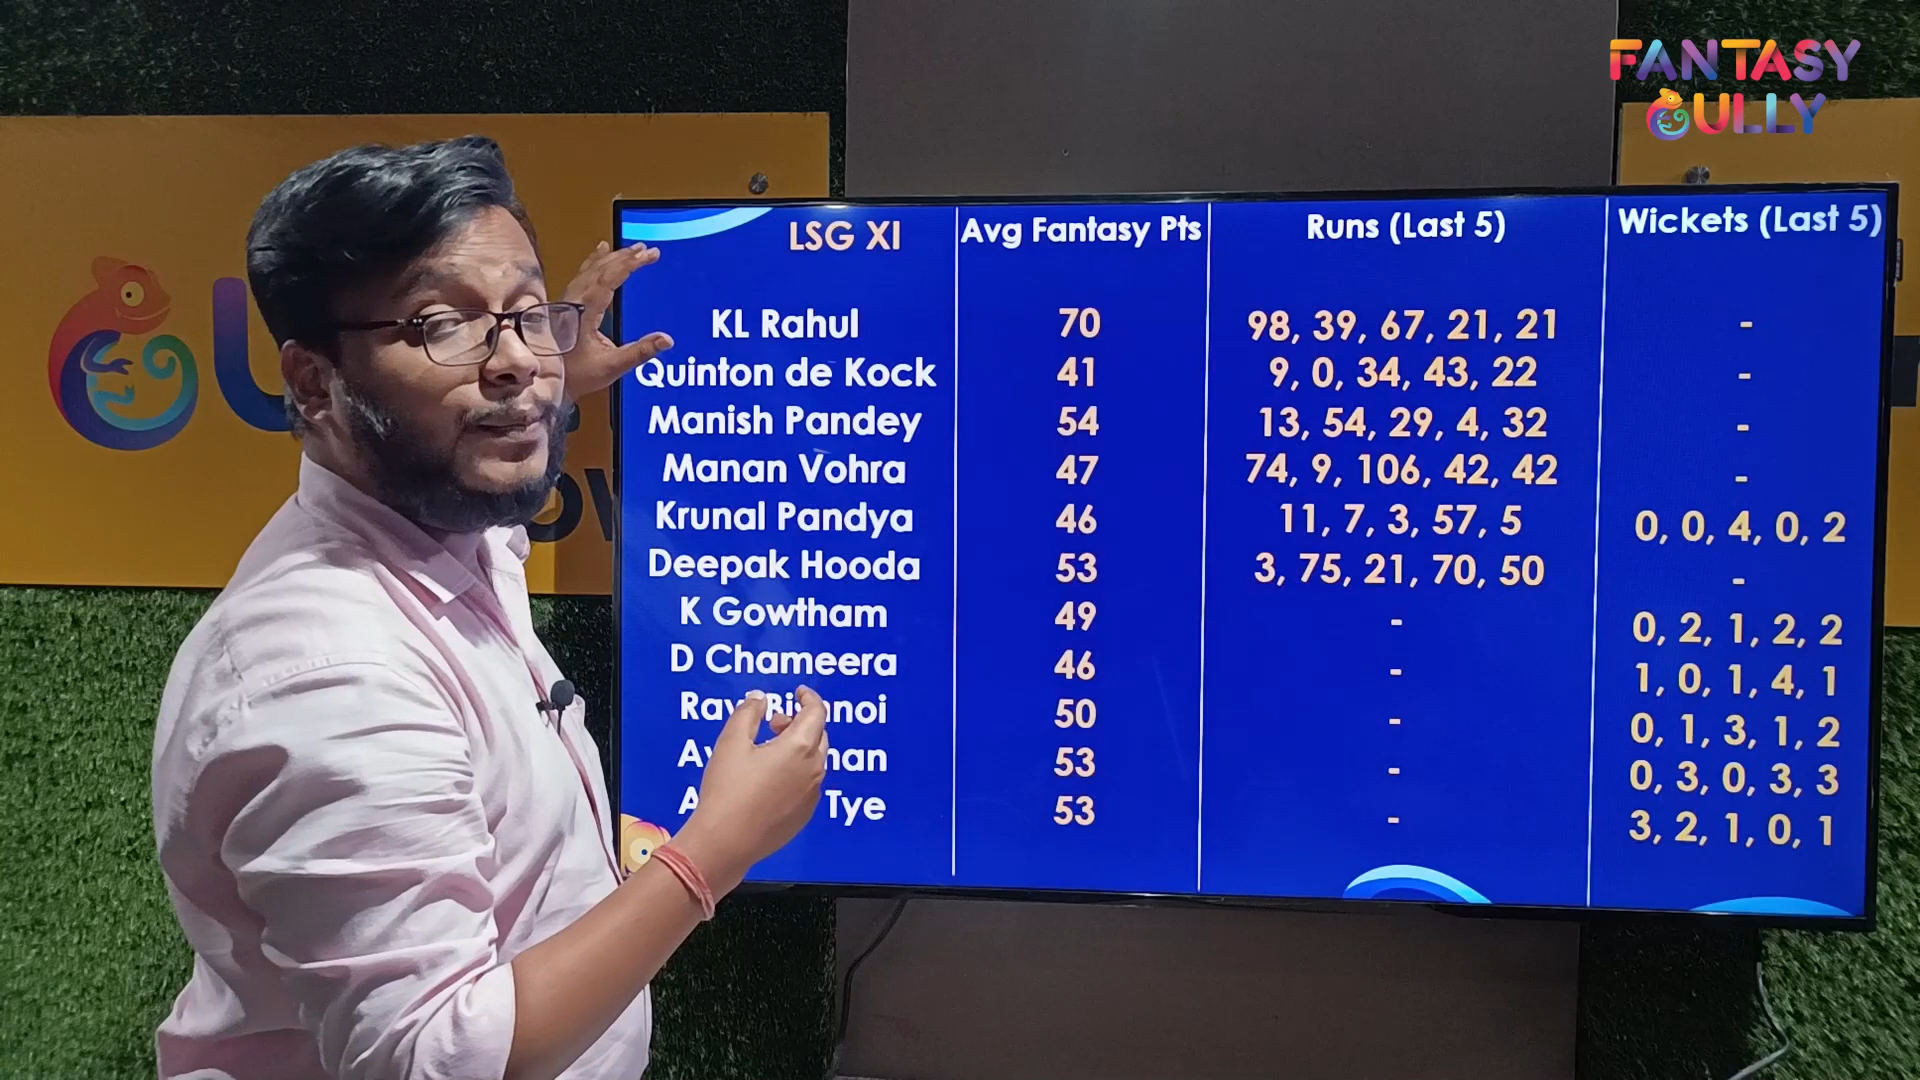 FANTASY
GULLY
LSG XI Avg Fantasy Pts Runs (Last 5) Wickets (Last 5)
KL Rahul 70 98, 39, 67, 21, 21 -
Quinton de Kock 41 9, 0, 34, 43, 22 -
Manish Pandey 54 13, 54, 29, 4, 32 -
Manan Vohra 47 74, 9, 106, 42, 42 -
Krunal Pandya 46 11, 7, 3, 57, 5 0, 0, 4, 0, 2
Deepak Hooda 53 3, 75, 21, 70, 50 -
K Gowtham 49 - 0, 2, 1, 2, 2
D Chameera 46 - 1, 0, 1, 4, 1
50 - 0, 1, 3, 1, 2
53 - 0, 3, 0, 3, 3
Tye 53 - 3, 2, 1, 0, 1